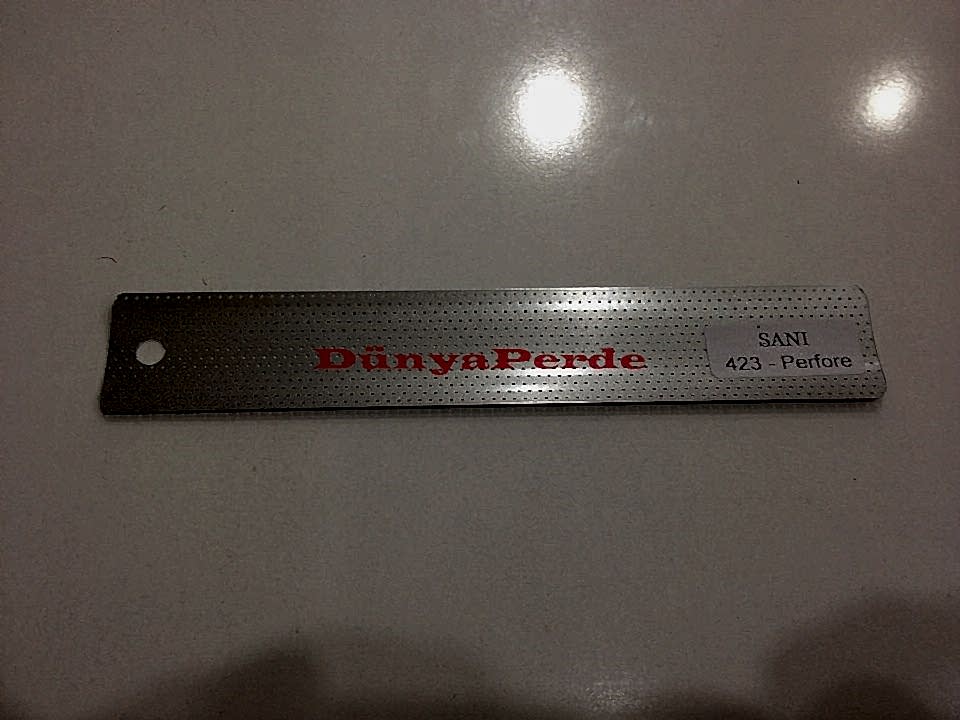 DünyaPerde
SANI
423 - Perfore